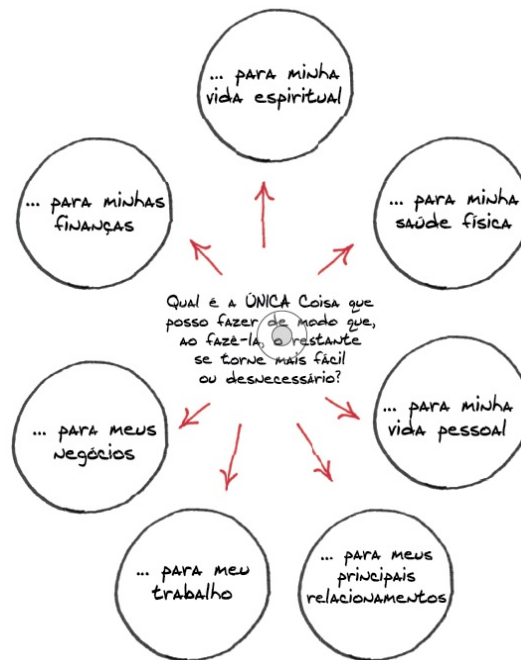 ... para minha
vida espiritual
... para minhas
finanças
... para minha
saúde física
Qual é a ÚNICA Coisa que
posso fazer de modo que,
ao fazê-la, o restante
se torne mais fácil
ou desnecessário?
... para meus
negócios
... para minha
vida pessoal
... para meu
trabalho
... para meus
principais
relacionamentos